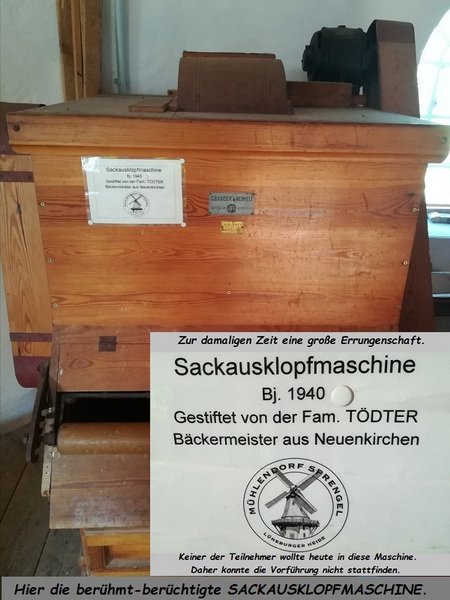 Sackausklopfmaschine
Bj. 1940
Gestiftet von der Fam. TÖDTER
Bäckermeister aus Neuenkirchen
Zur damaligen Zeit eine große Errungenschaft.
Sackausklopfmaschine
Bj. 1940
Gestiftet von der Fam. TÖDTER
Bäckermeister aus Neuenkirchen
MÜHLENDORF SPRENGEL
LÜNEBURGER HEIDE
Keiner der Teilnehmer wollte heute in diese Maschine.
Daher konnte die Vorführung nicht stattfinden.
Hier die berühmt-berüchtigte SACKAUSKLOPFMASCHINE.